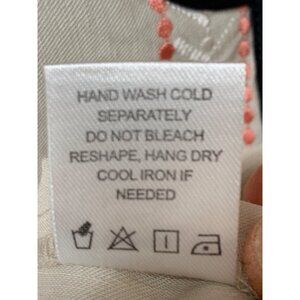 HAND WASH COLD
SEPARATELY
DO NOT BLEACH
RESHAPE, HANG DRY
COOL IRON IF
NEEDED